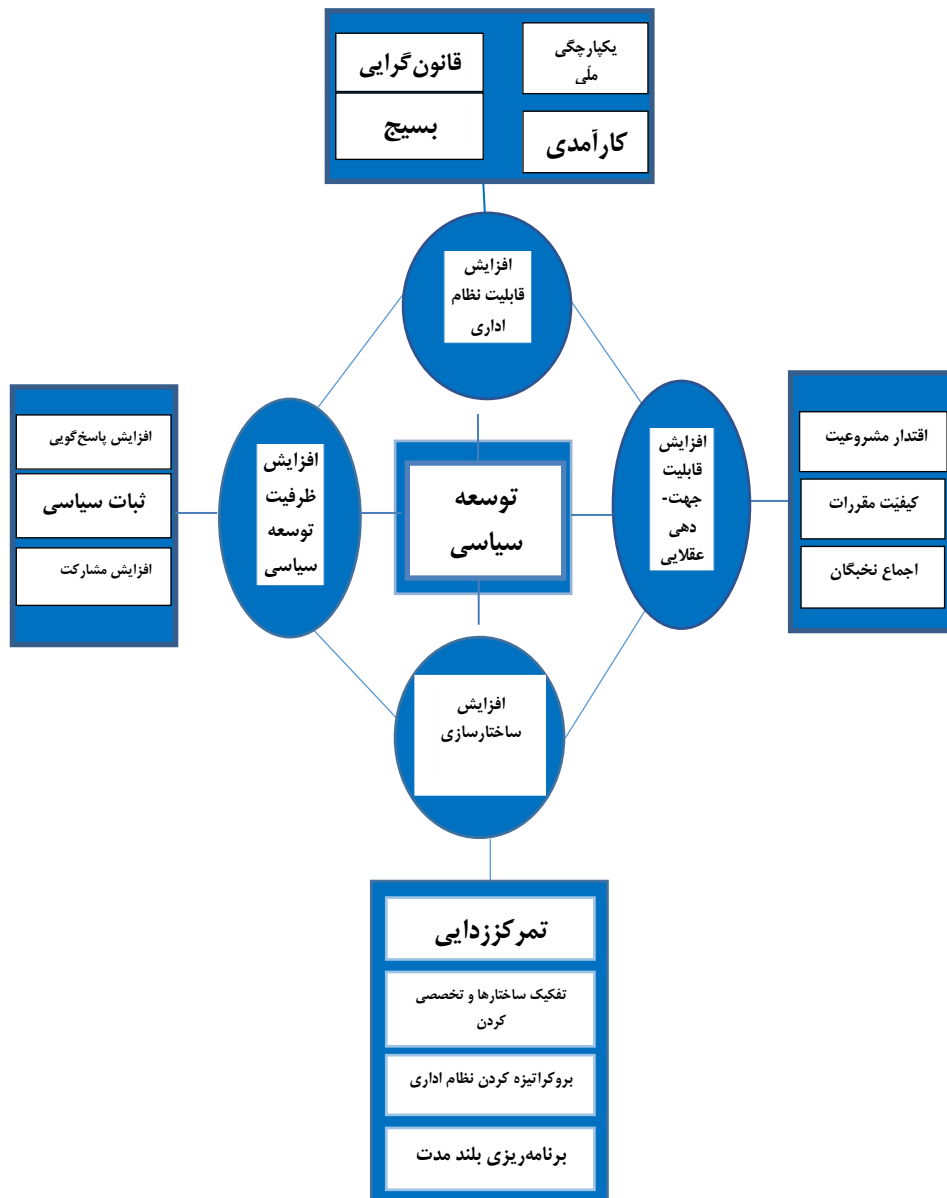 قانون‌گرایی
بسیج
یکپارچگی
ملّی
کارآمدی
افزایش
قابلیت نظام
اداری
افزایش
قابلیت
جهت-
دهی
عقلایی
اقتدار مشروعیت
کیفیّت مقررات
اجماع نخبگان
توسعه
سیاسی
افزایش
ظرفیت
توسعه
سیاسی
افزایش پاسخ‌گویی
ثبات سیاسی
افزایش مشارکت
افزایش
ساختارسازی
تمرکززدایی
تفکیک ساختارها و تخصصی
کردن
بروکراتیزه کردن نظام اداری
برنامه‌ریزی بلند مدت